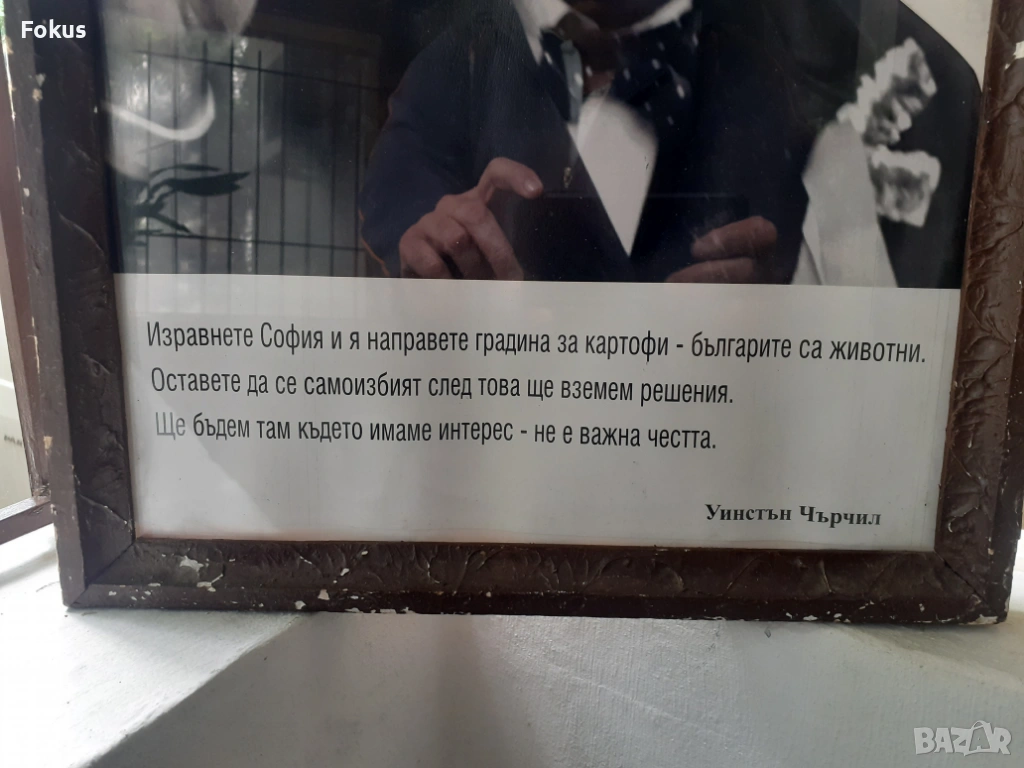 Fokus
Изравнете София и я направете градина за картофи - българите са животни.
Оставете да се самоизбият след това ще вземем решения.
Ще бъдем там където имаме интерес - не е важна честта.
Уинстън Чърчил
BAZAR